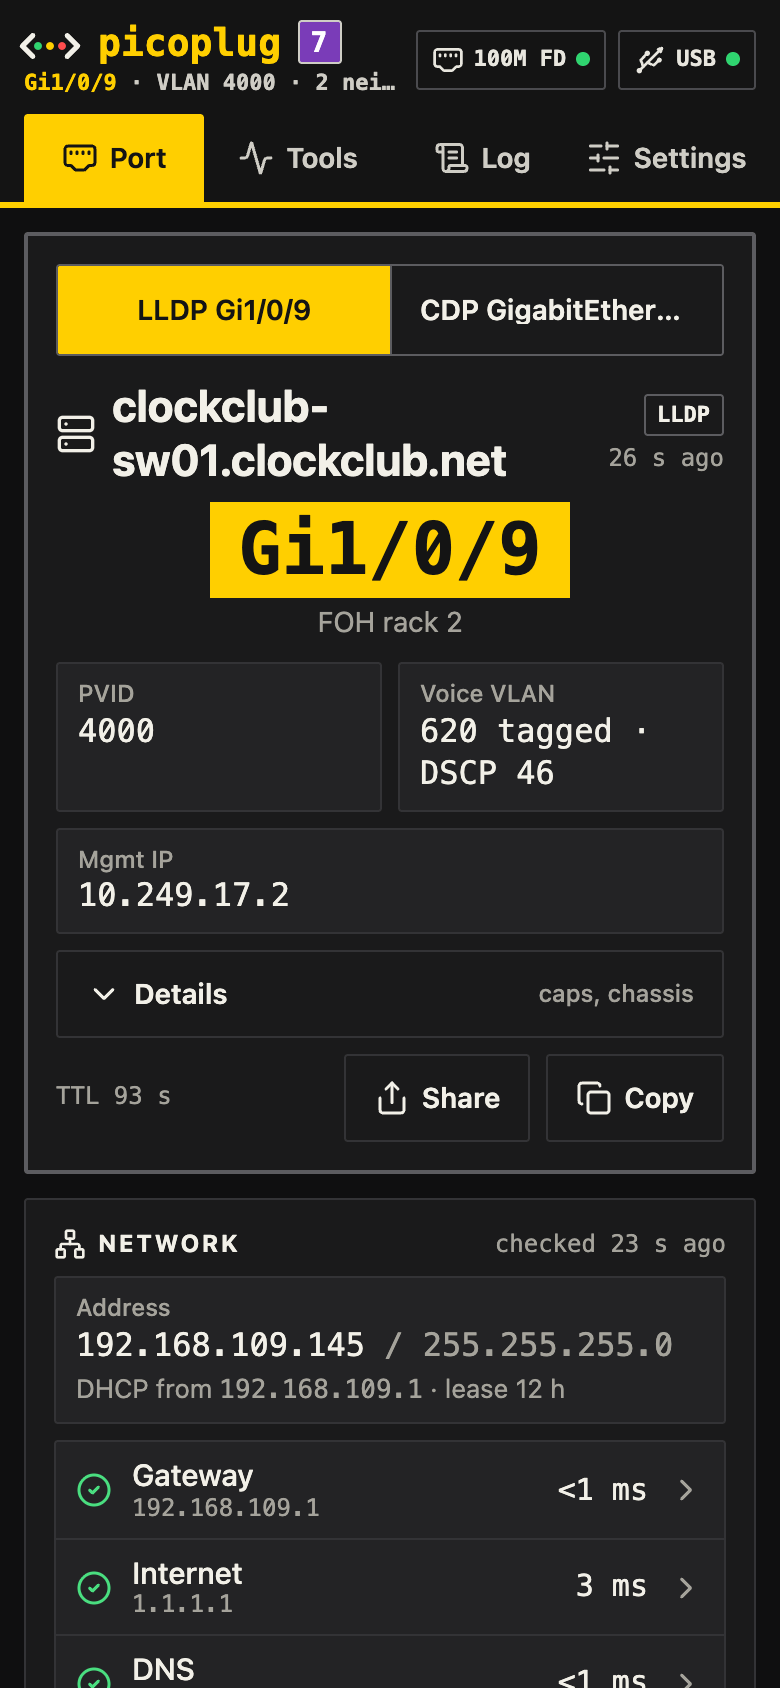 picoplug 7
Gi1/0/9 · VLAN 4000 · 2 nei…
100M FD
USB
Port
Tools
Log
Settings
LLDP Gi1/0/9
CDP GigabitEther...
clockclub-
sw01.clockclub.net
LLDP
26 s ago
Gi1/0/9
FOH rack 2
PVID
4000
Voice VLAN
620 tagged ·
DSCP 46
Mgmt IP
10.249.17.2
Details
caps, chassis
TTL 93 s
Share
Copy
NETWORK
checked 23 s ago
Address
192.168.109.145 / 255.255.255.0
DHCP from 192.168.109.1 · lease 12 h
Gateway
192.168.109.1
<1 ms
Internet
1.1.1.1
3 ms
DNS
<1 ms